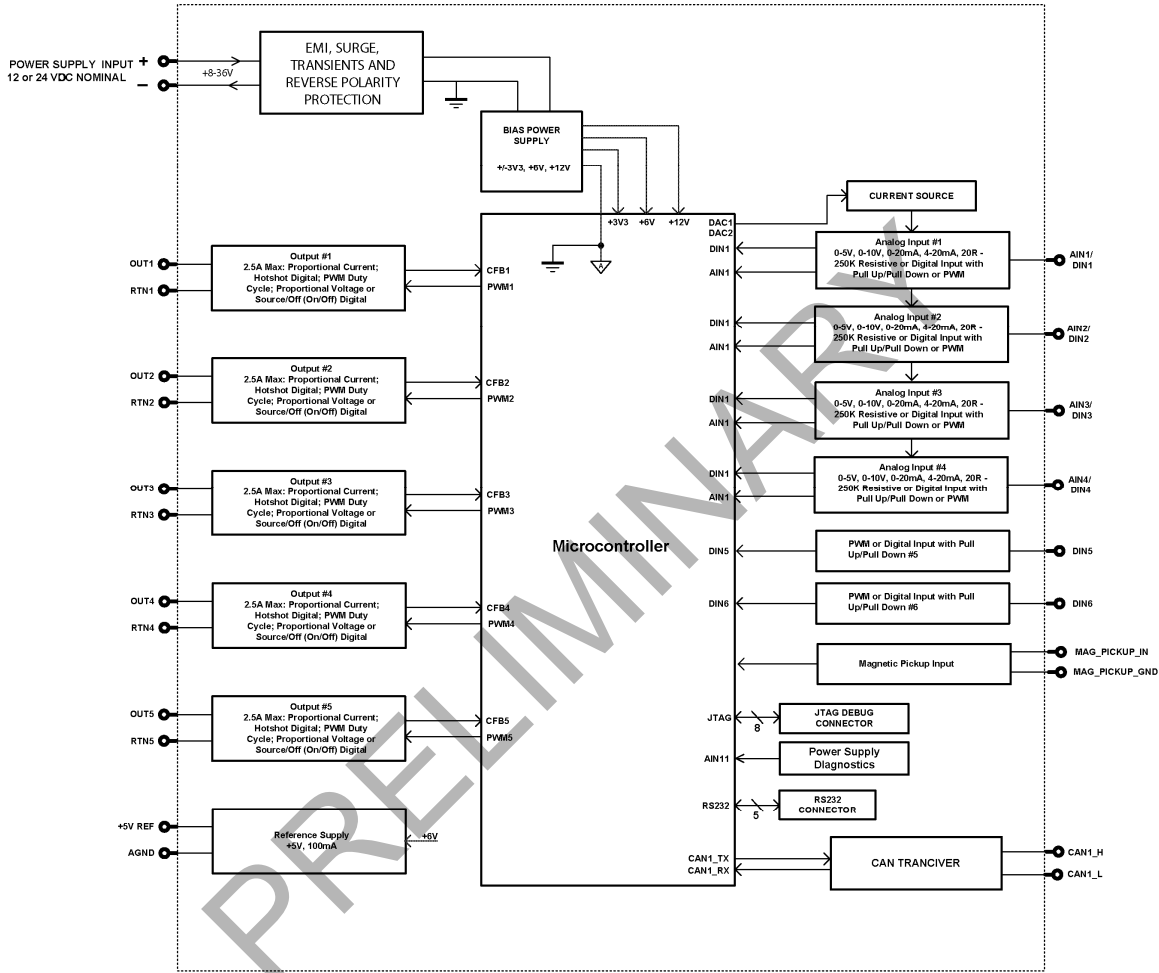 POWER SUPPLY INPUT
12 or 24 VDC NOMINAL
+
−
+8-36V
EMI, SURGE,
TRANSIENTS AND
REVERSE POLARITY
PROTECTION
BIAS POWER
SUPPLY
+/-3V3, +6V, +12V
+3V3
+6V
+12V
A
Microcontroller
OUT1
RTN1
Output #1
2.5A Max: Proportional Current;
Hotshot Digital; PWM Duty
Cycle; Proportional Voltage or
Source/Off (On/Off) Digital
CFB1
PWM1
OUT2
RTN2
Output #2
2.5A Max: Proportional Current;
Hotshot Digital; PWM Duty
Cycle; Proportional Voltage or
Source/Off (On/Off) Digital
CFB2
PWM2
OUT3
RTN3
Output #3
2.5A Max: Proportional Current;
Hotshot Digital; PWM Duty
Cycle; Proportional Voltage or
Source/Off (On/Off) Digital
CFB3
PWM3
OUT4
RTN4
Output #4
2.5A Max: Proportional Current;
Hotshot Digital; PWM Duty
Cycle; Proportional Voltage or
Source/Off (On/Off) Digital
CFB4
PWM4
OUT5
RTN5
Output #5
2.5A Max: Proportional Current;
Hotshot Digital; PWM Duty
Cycle; Proportional Voltage or
Source/Off (On/Off) Digital
CFB5
PWM5
+5V REF
AGND
Reference Supply
+5V, 100mA
+6V
DAC1
DAC2
CURRENT SOURCE
DIN1
AIN1
Analog Input #1
0-5V, 0-10V, 0-20mA, 4-20mA, 20R -
250K Resistive or Digital Input with
Pull Up/Pull Down or PWM
AIN1/
DIN1
DIN1
AIN1
Analog Input #2
0-5V, 0-10V, 0-20mA, 4-20mA, 20R -
250K Resistive or Digital Input with
Pull Up/Pull Down or PWM
AIN2/
DIN2
DIN1
AIN1
Analog Input #3
0-5V, 0-10V, 0-20mA, 4-20mA, 20R -
250K Resistive or Digital Input with
Pull Up/Pull Down or PWM
AIN3/
DIN3
DIN1
AIN1
Analog Input #4
0-5V, 0-10V, 0-20mA, 4-20mA, 20R -
250K Resistive or Digital Input with
Pull Up/Pull Down or PWM
AIN4/
DIN4
DIN5
PWM or Digital Input with Pull
Up/Pull Down #5
DIN5
DIN6
PWM or Digital Input with Pull
Up/Pull Down #6
DIN6
Magnetic Pickup Input
MAG_PICKUP_IN
MAG_PICKUP_GND
JTAG
8
JTAG DEBUG
CONNECTOR
AIN11
Power Supply
Diagnostics
RS232
5
RS232
CONNECTOR
CAN1_TX
CAN1_RX
CAN TRANCIVER
CAN1_H
CAN1_L
PRELIMINARY